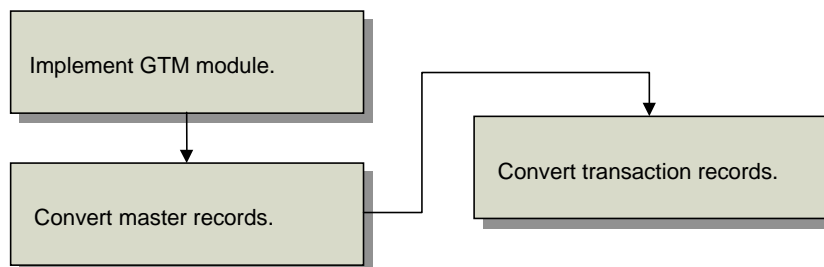 Implement GTM module.
Convert master records.
Convert transaction records.